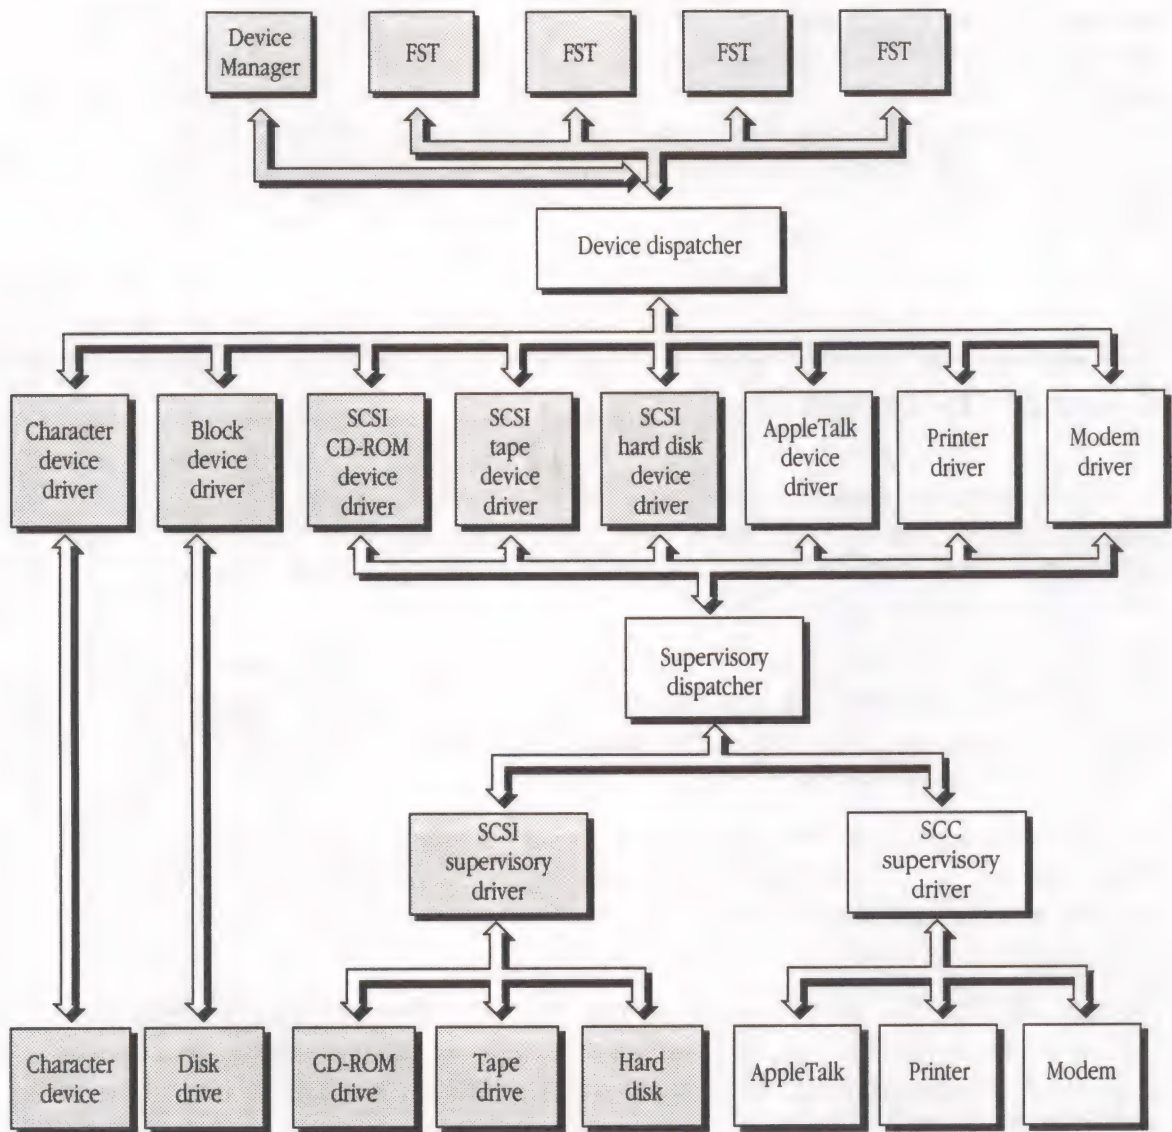 Device
Manager
FST
FST
FST
FST
Device dispatcher
Character
device
driver
Block
device
driver
SCSI
CD-ROM
device
driver
SCSI
tape
device
driver
SCSI
hard disk
device
driver
AppleTalk
device
driver
Printer
driver
Modem
driver
Supervisory
dispatcher
SCSI
supervisory
driver
SCC
supervisory
driver
Character
device
Disk
drive
CD-ROM
drive
Tape
drive
Hard
disk
AppleTalk
Printer
Modem